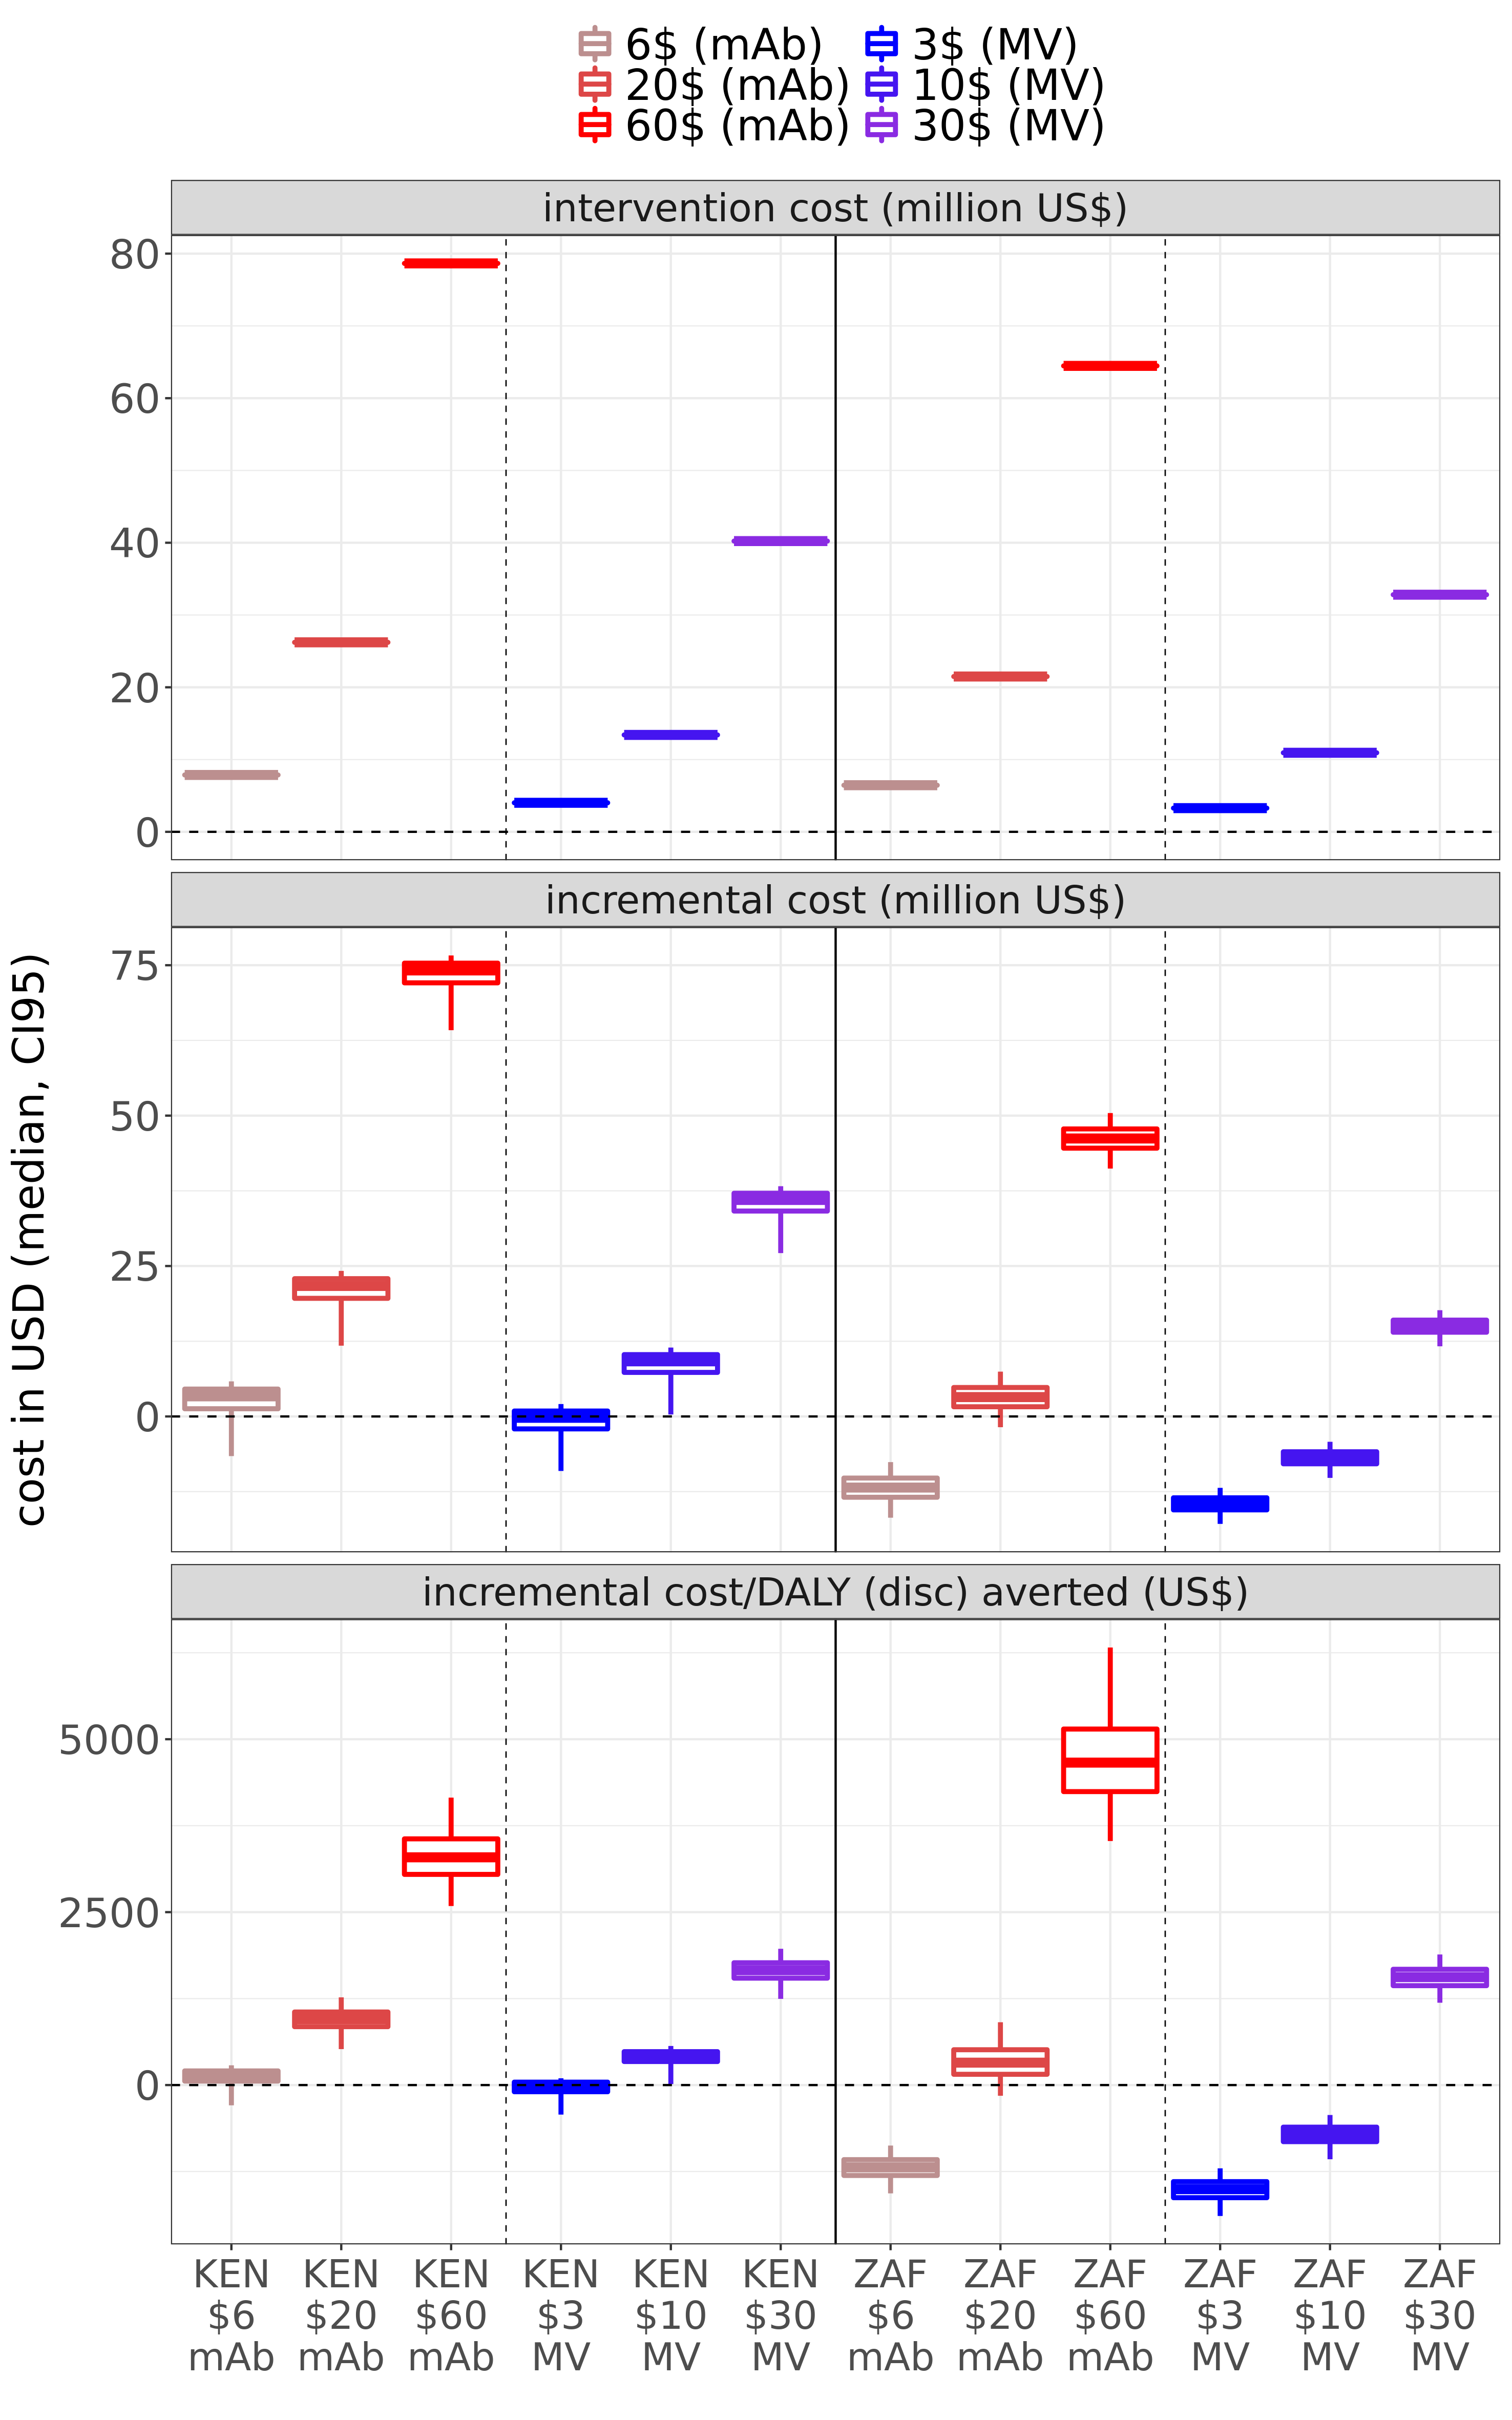 6$ (mAb) 3$ (MV)
20$ (mAb) 10$ (MV)
60$ (mAb) 30$ (MV)
intervention cost (million US$)
80
60
40
20
0
incremental cost (million US$)
75
50
25
0
cost in USD (median, CI95)
incremental cost/DALY (disc) averted (US$)
5000
2500
0
KEN KEN KEN KEN KEN KEN ZAF ZAF ZAF ZAF ZAF ZAF
$6 $20 $60 $3 $10 $30 $6 $20 $60 $3 $10 $30
mAb mAb mAb MV MV MV mAb mAb mAb MV MV MV